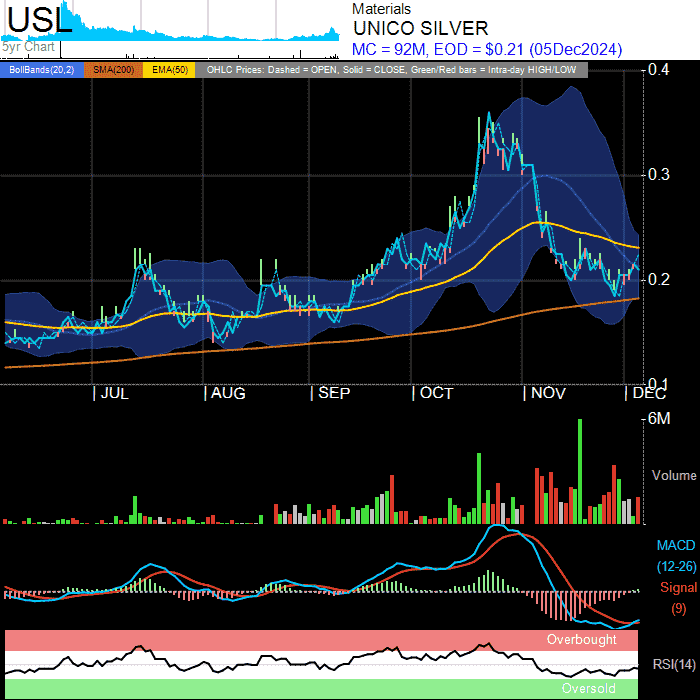 USL
5yr Chart
Materials
UNICO SILVER
MC = 92M, EOD = $0.21 (05Dec2024)
BollBands(20,2) SMA(200) EMA(50) OHLC Prices: Dashed = OPEN, Solid = CLOSE, Green/Red bars = Intra-day HIGH/LOW
0.4
0.3
0.2
0.1
| JUL | AUG | SEP | OCT | NOV | DEC
6M
Volume
MACD
(12-26)
Signal
(9)
Overbought
RSI(14)
Oversold